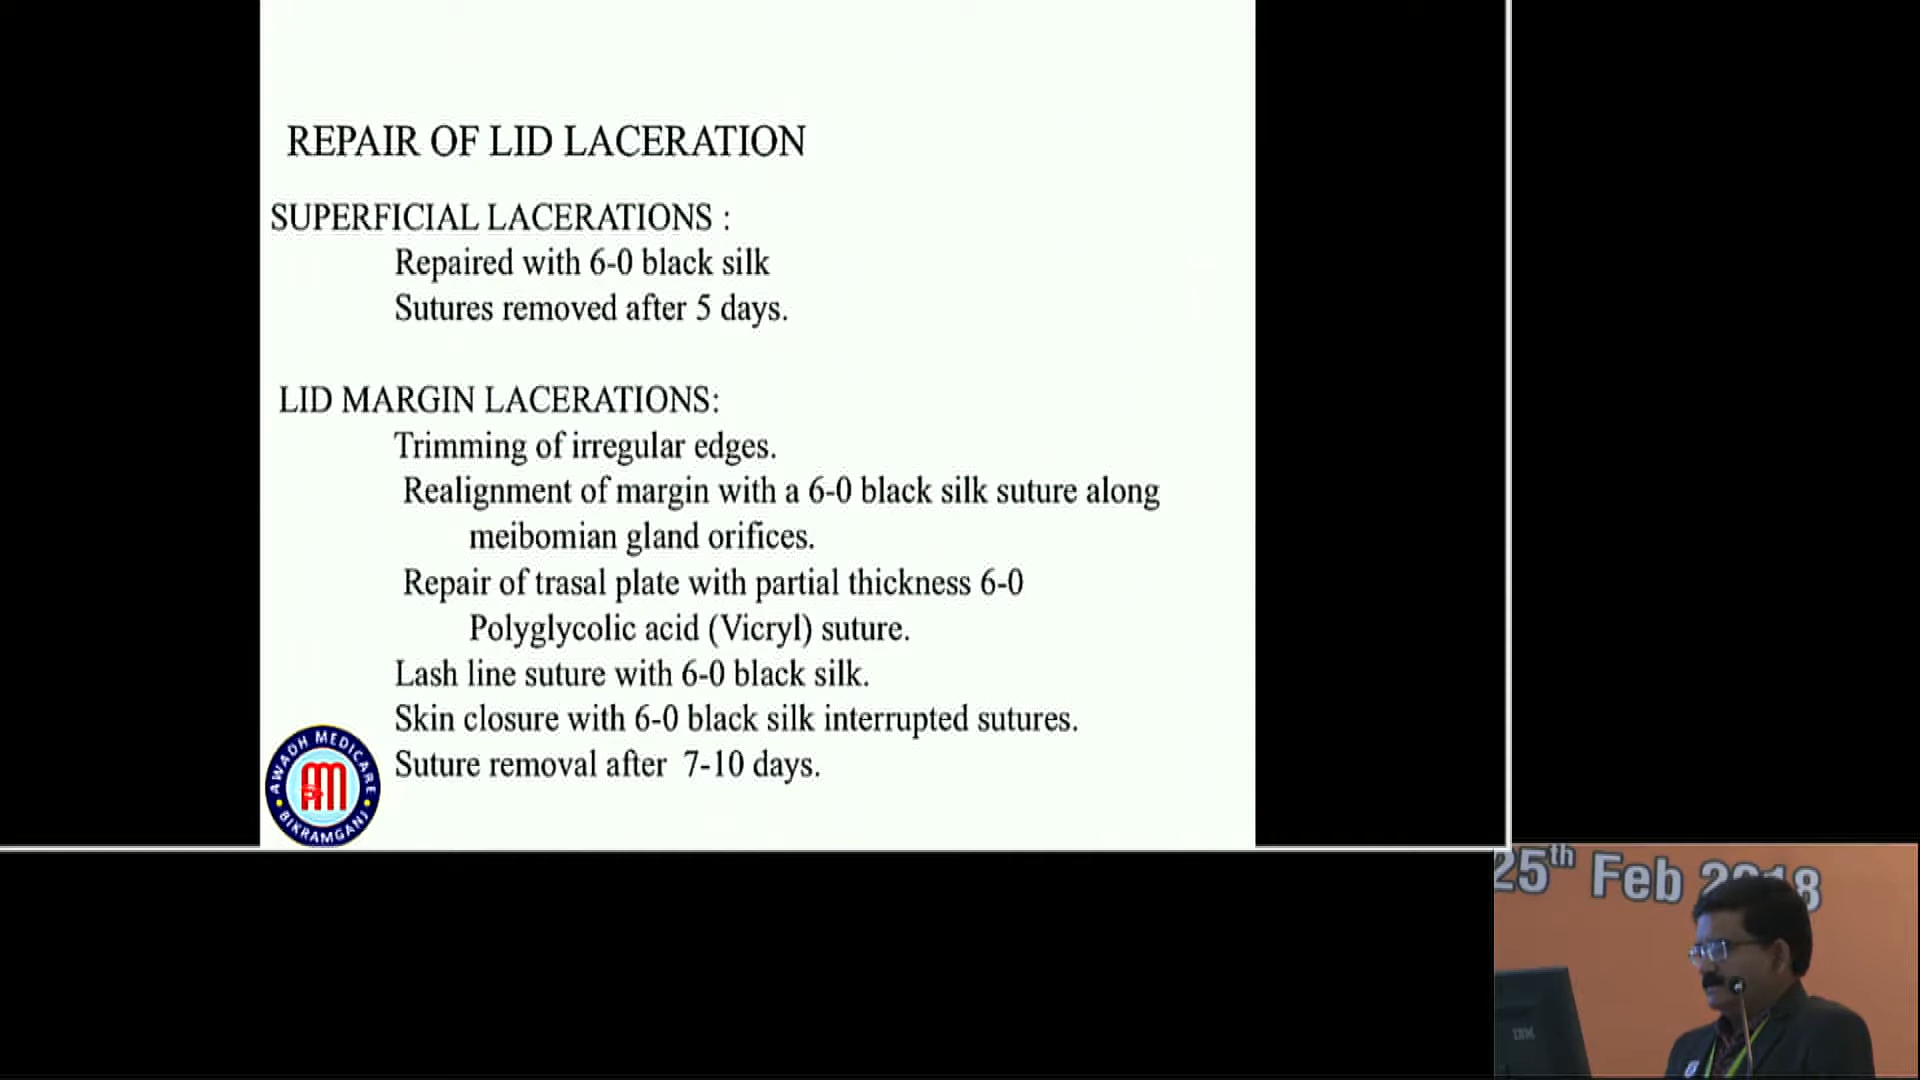 REPAIR OF LID LACERATION
SUPERFICIAL LACERATIONS :
Repaired with 6-0 black silk
Sutures removed after 5 days.
LID MARGIN LACERATIONS:
Trimming of irregular edges.
Realignment of margin with a 6-0 black silk suture along
meibomian gland orifices.
Repair of trasal plate with partial thickness 6-0
Polyglycolic acid (Vicryl) suture.
Lash line suture with 6-0 black silk.
Skin closure with 6-0 black silk interrupted sutures.
Suture removal after 7-10 days.
AWADH MEDICARE
AM
BIKRAMGANJ
25th Feb 2018
IBM